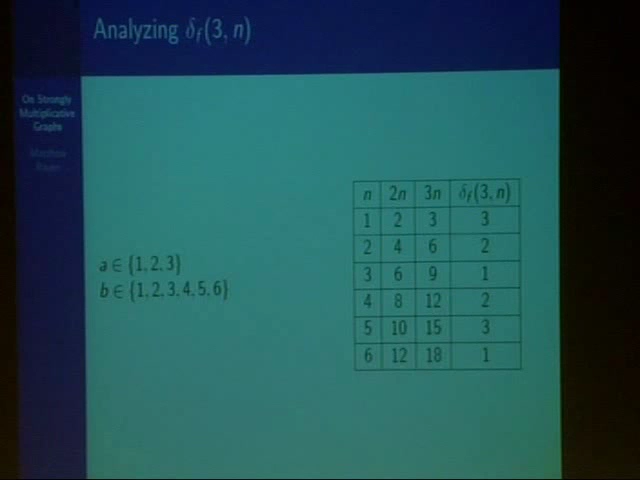 Analyzing δf(3, n)
On Strongly
Multiplicative
Graphs
Matthew
a ∈ {1, 2, 3}
b ∈ {1, 2, 3, 4, 5, 6}
n 2n 3n δf(3, n)
1 2 3 3
2 4 6 2
3 6 9 1
4 8 12 2
5 10 15 3
6 12 18 1